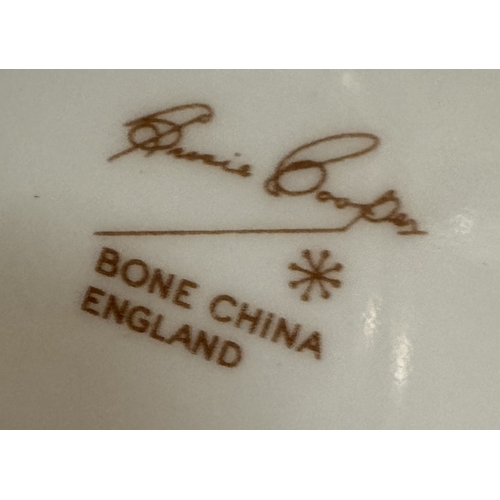 Susie Cooper
BONE CHINA
ENGLAND